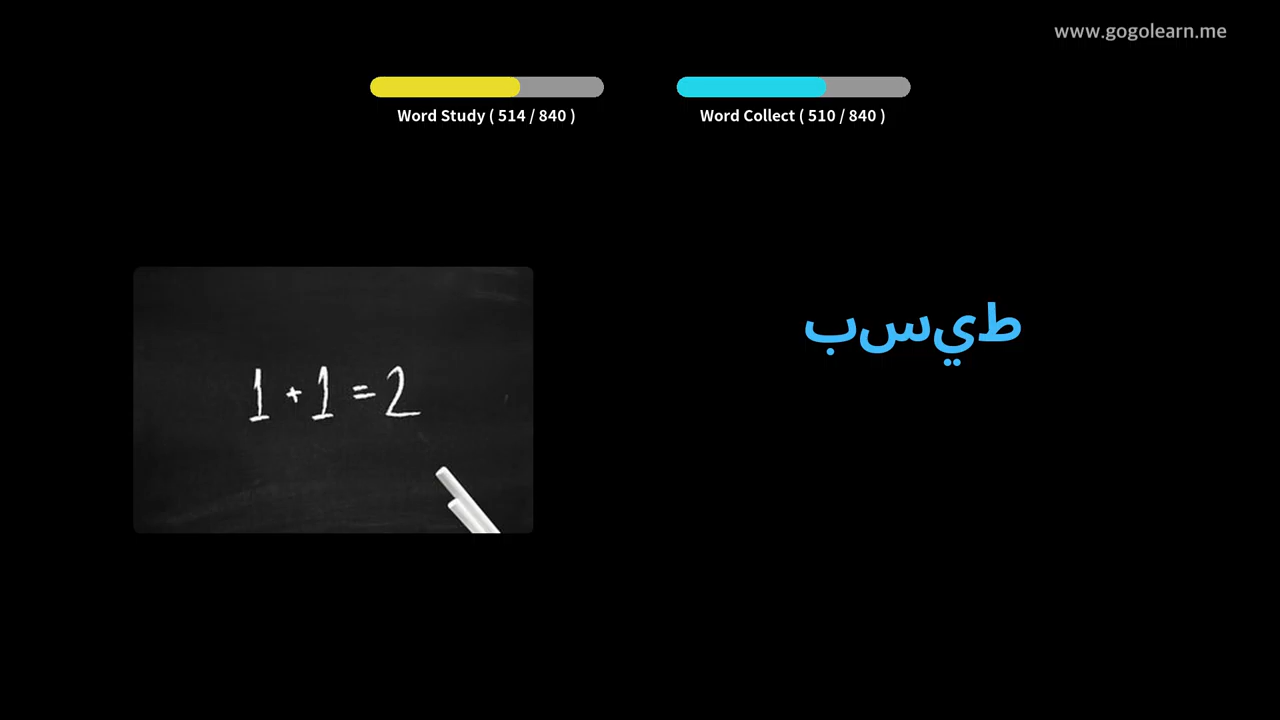 www.gogolearn.me
Word Study ( 514 / 840 )
Word Collect ( 510 / 840 )
بسيط
1 + 1 = 2